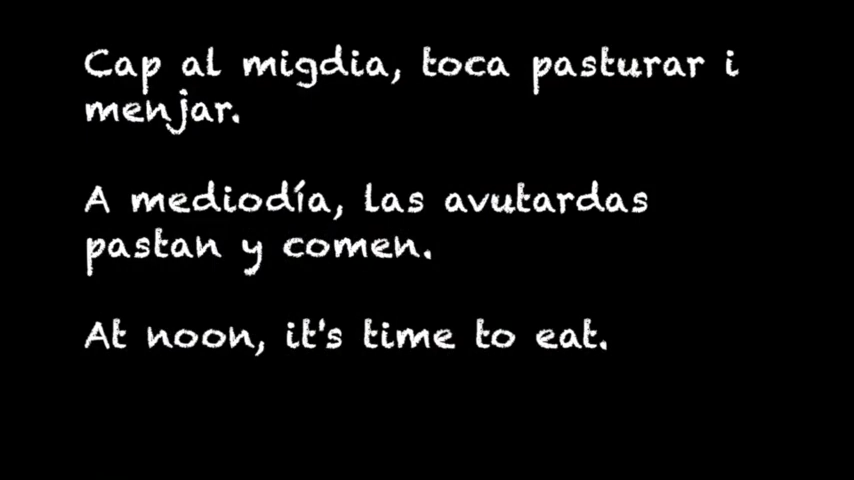 Cap al migdia, toca pasturar i
menjar.
A mediodía, las avutardas
pastan y comen.
At noon, it's time to eat.